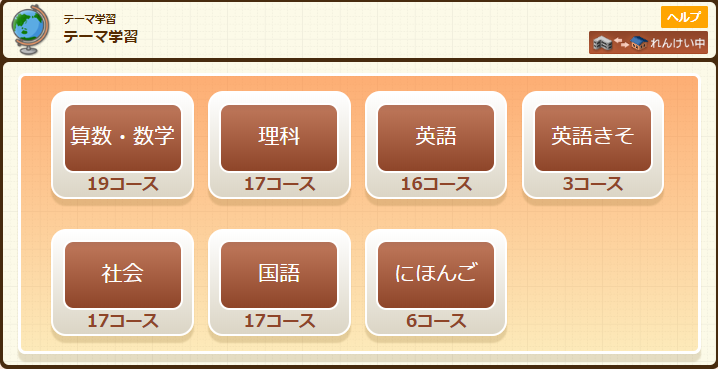 テーマ学習
テーマ学習
ヘルプ
れんけい中
算数・数学
19コース
理科
17コース
英語
16コース
英語きそ
3コース
社会
17コース
国語
17コース
にほんご
6コース